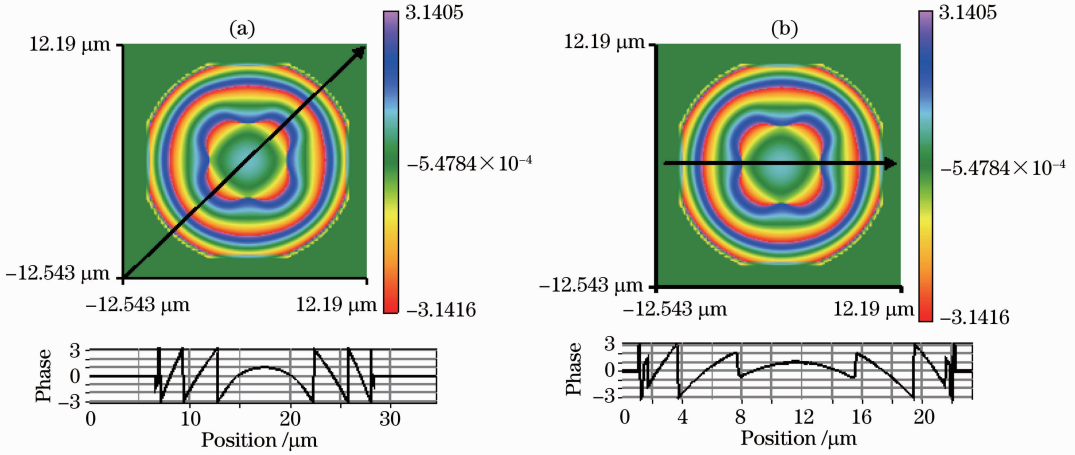 (a)
3.1405
12.19 μm
−5.4784×10⁻⁴
−12.543 μm
−12.543 μm 12.19 μm
−3.1416
Phase
3
0
−3
0 10 20 30
Position /μm
(b)
3.1405
12.19 μm
−5.4784×10⁻⁴
−12.543 μm
−12.543 μm 12.19 μm
−3.1416
Phase
3
0
−3
0 4 8 12 16 20
Position /μm